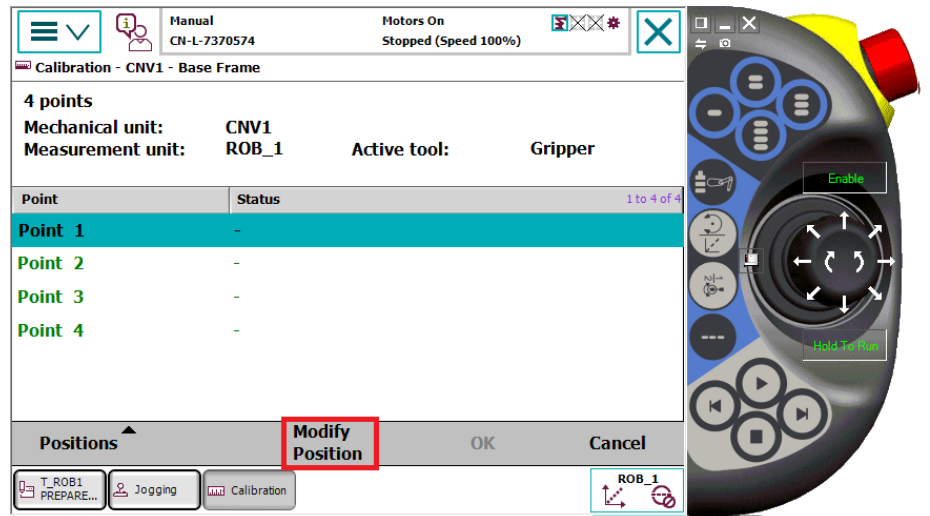 Manual
CN-L-7370574
Motors On
Stopped (Speed 100%)
Calibration - CNV1 - Base Frame
4 points
Mechanical unit: CNV1
Measurement unit: ROB_1 Active tool: Gripper
Point Status 1 to 4 of 4
Point 1 -
Point 2 -
Point 3 -
Point 4 -
Positions
Modify
Position
OK
Cancel
T_ROB1
PREPARE...
Jogging
Calibration
ROB_1
Enable
Hold To Run